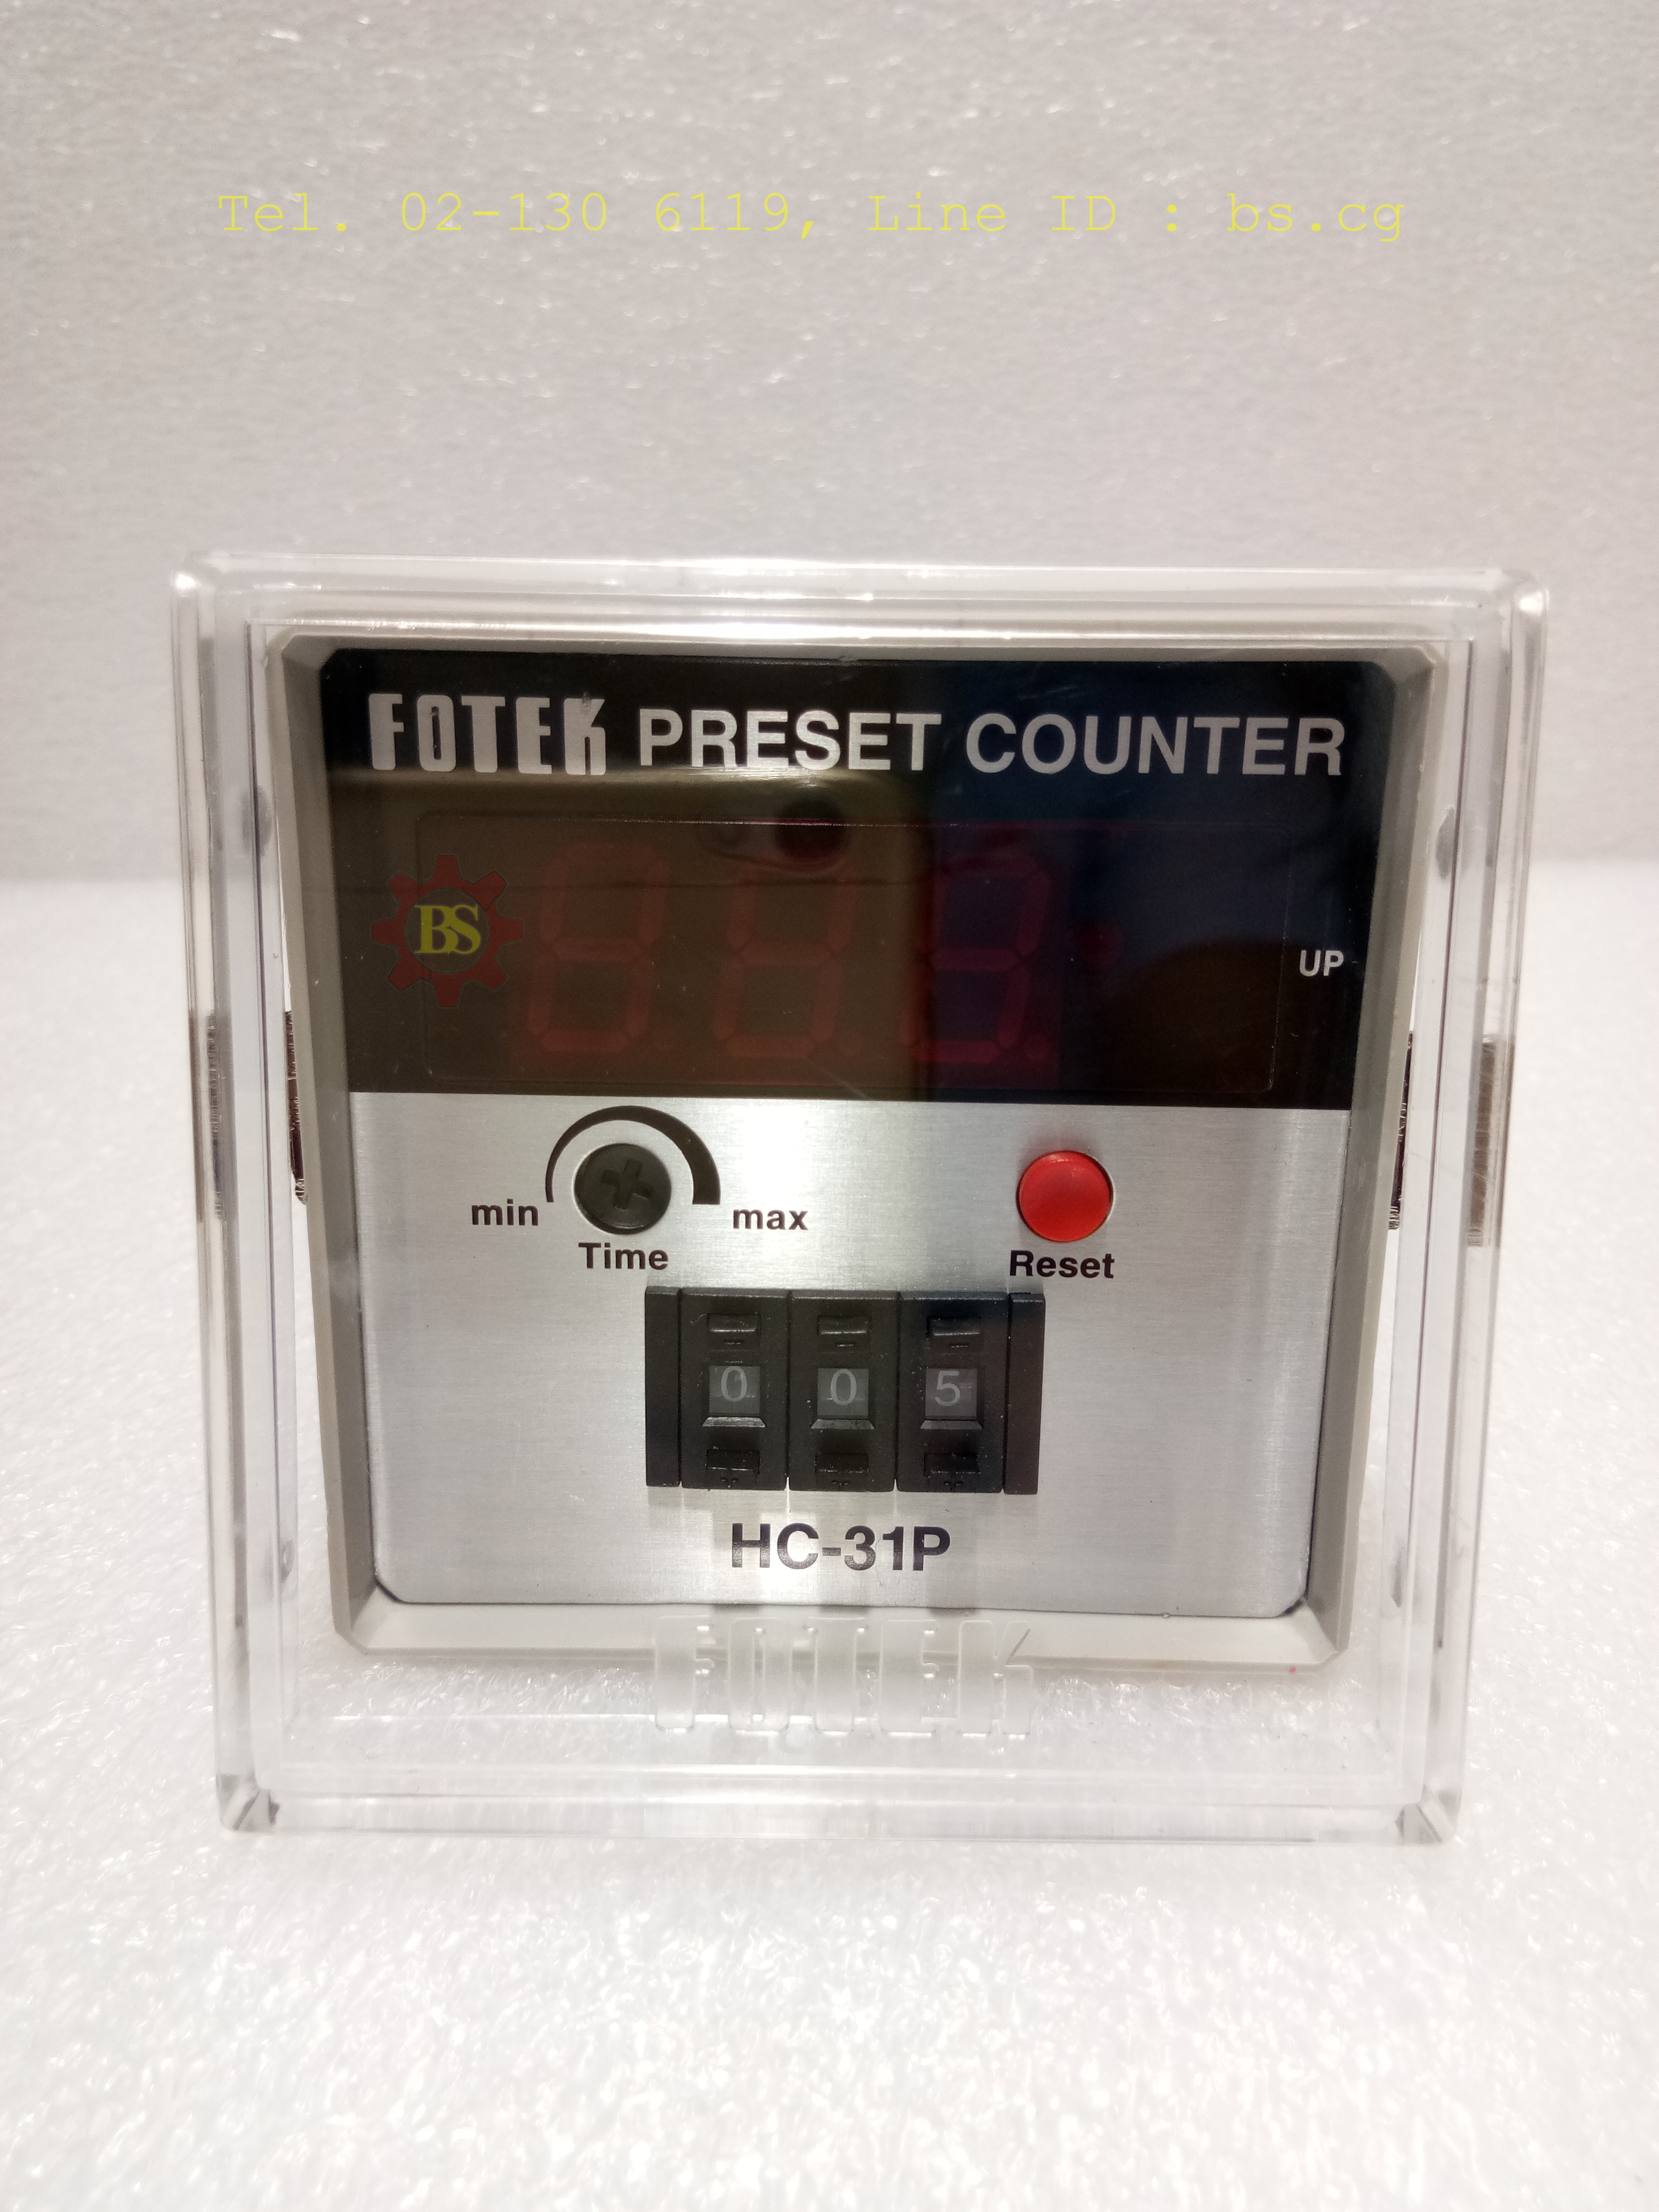 Tel. 02-130 6119, Line ID : bs.cg
FOTEK PRESET COUNTER
BS
UP
min
max
Time
Reset
0 0 5
HC-31P
FOTEK